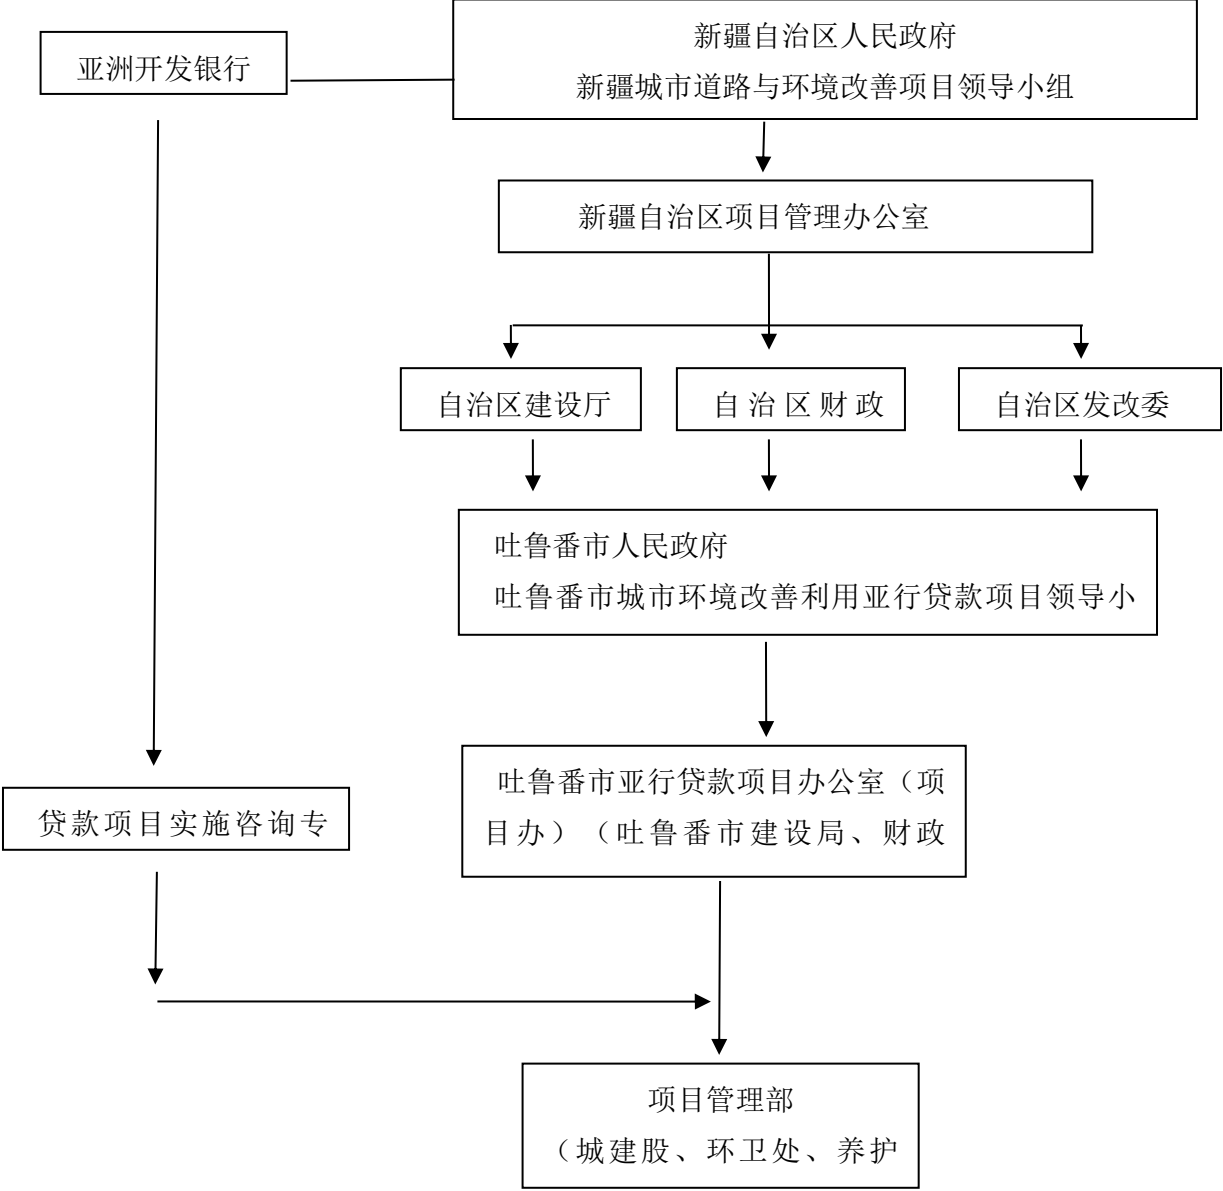 亚洲开发银行
新疆自治区人民政府
新疆城市道路与环境改善项目领导小组
新疆自治区项目管理办公室
自治区建设厅
自治区财政
自治区发改委
吐鲁番市人民政府
吐鲁番市城市环境改善利用亚行贷款项目领导小
吐鲁番市亚行贷款项目办公室（项
目办）（吐鲁番市建设局、财政
贷款项目实施咨询专
项目管理部
（城建股、环卫处、养护